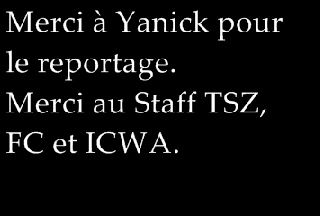 Merci à Yanick pour
le reportage.
Merci au Staff TSZ,
FC et ICWA.